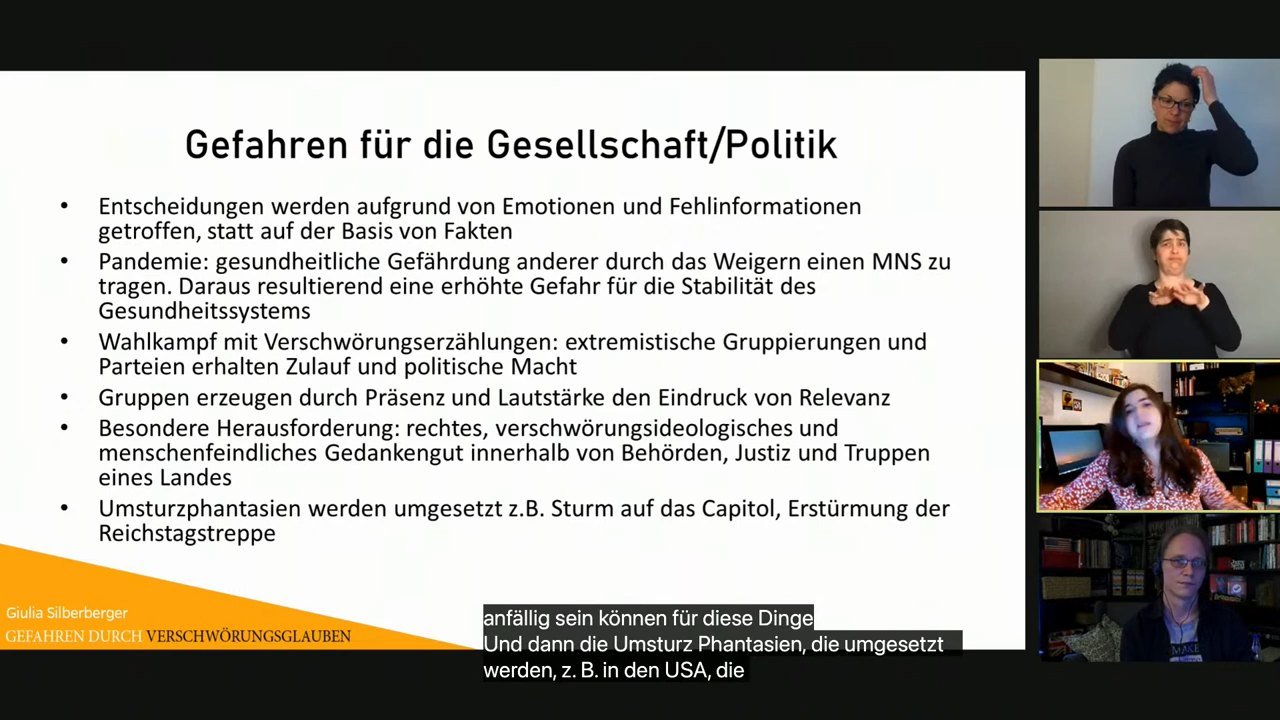 Gefahren für die Gesellschaft/Politik
• Entscheidungen werden aufgrund von Emotionen und Fehlinformationen
getroffen, statt auf der Basis von Fakten
• Pandemie: gesundheitliche Gefährdung anderer durch das Weigern einen MNS zu
tragen. Daraus resultierend eine erhöhte Gefahr für die Stabilität des
Gesundheitssystems
• Wahlkampf mit Verschwörungserzählungen: extremistische Gruppierungen und
Parteien erhalten Zulauf und politische Macht
• Gruppen erzeugen durch Präsenz und Lautstärke den Eindruck von Relevanz
• Besondere Herausforderung: rechtes, verschwörungsideologisches und
menschenfeindliches Gedankengut innerhalb von Behörden, Justiz und Truppen
eines Landes
• Umsturzphantasien werden umgesetzt z.B. Sturm auf das Capitol, Erstürmung der
Reichstagstreppe
Giulia Silberberger
GEFAHREN DURCH VERSCHWÖRUNGSGLAUBEN
anfällig sein können für diese Dinge
Und dann die Umsturz Phantasien, die umgesetzt
werden, z. B. in den USA, die
MAKE